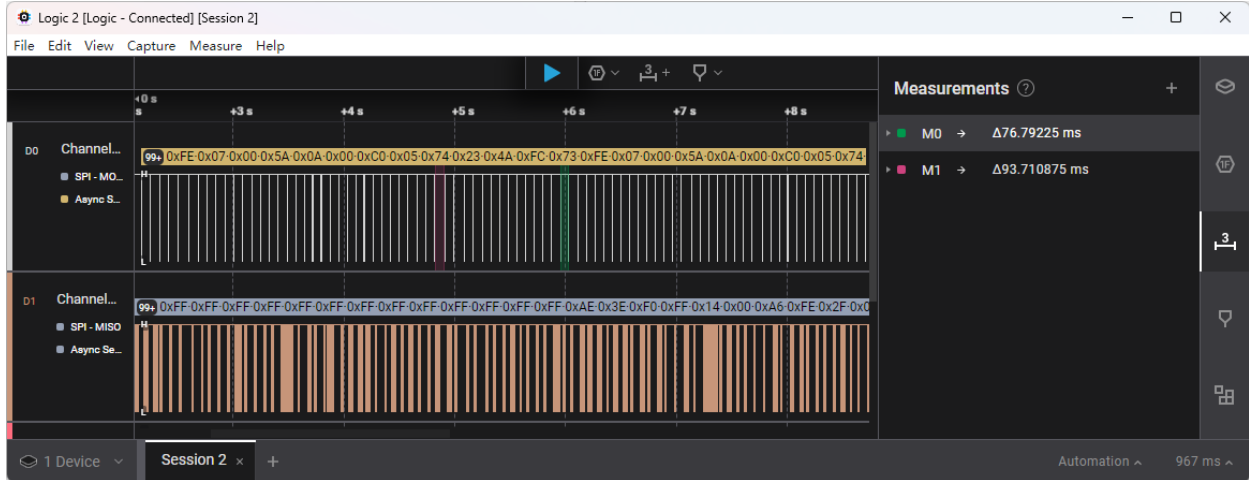 Logic 2 [Logic - Connected] [Session 2]
File Edit View Capture Measure Help
0 s
s +3 s +4 s +5 s +6 s +7 s +8 s
Measurements
M0 → Δ76.79225 ms
M1 → Δ93.710875 ms
D0 Channel...
SPI - MO...
Async S...
99+ 0xFE·0x07·0x00·0x5A·0x0A·0x00·0xC0·0x05·0x74·0x23·0x4A·0xFC·0x73·0xFE·0x07·0x00·0x5A·0x0A·0x00·0xC0·0x05·0x74·
H
L
D1 Channel...
SPI - MISO
Async Se...
99+ 0xFF·0xFF·0xFF·0xFF·0xFF·0xFF·0xFF·0xFF·0xFF·0xFF·0xFF·0xFF·0xAE·0x3E·0xF0·0xFF·0x14·0x00·0xA6·0xFE·0x2F·0x0
H
L
1F
3
1F
3
1 Device
Session 2 × +
Automation
967 ms